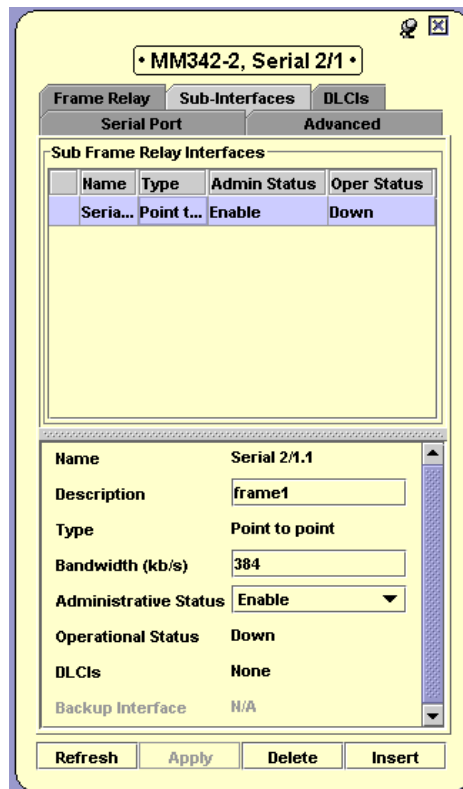 • MM342-2, Serial 2/1 •
Frame Relay Sub-Interfaces DLCIs
Serial Port Advanced
Sub Frame Relay Interfaces
Name Type Admin Status Oper Status
Seria... Point t... Enable Down
Name Serial 2/1.1
Description frame1
Type Point to point
Bandwidth (kb/s) 384
Administrative Status Enable
Operational Status Down
DLCIs None
Backup Interface N/A
Refresh Apply Delete Insert